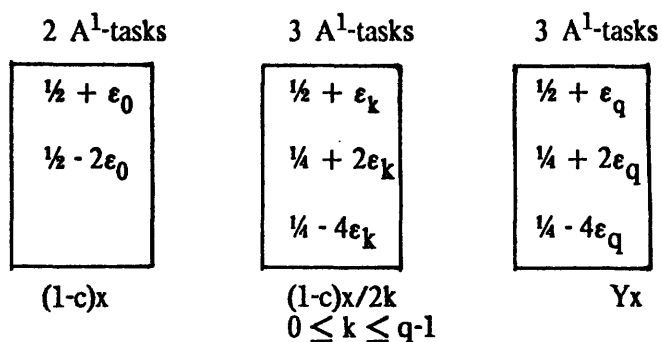 2 A¹-tasks 3 A¹-tasks 3 A¹-tasks
½ + ε₀ ½ + εₖ ½ + ε_q
½ - 2ε₀ ¼ + 2εₖ ¼ + 2ε_q
¼ - 4εₖ ¼ - 4ε_q
(1-c)x (1-c)x/2k Yx
0 ≤ k ≤ q-1